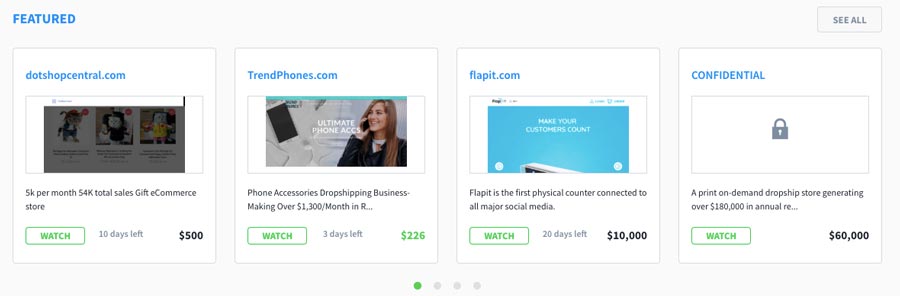 FEATURED
SEE ALL
dotshopcentral.com
5k per month 54K total sales Gift eCommerce
store
WATCH
10 days left
$500
TrendPhones.com
ULTIMATE
PHONE ACCS
Phone Accessories Dropshipping Business-
Making Over $1,300/Month in R...
WATCH
3 days left
$226
flapit.com
MAKE YOUR
CUSTOMERS COUNT
Flapit is the first physical counter connected to
all major social media.
WATCH
20 days left
$10,000
CONFIDENTIAL
A print on-demand dropship store generating
over $180,000 in annual re...
WATCH
$60,000